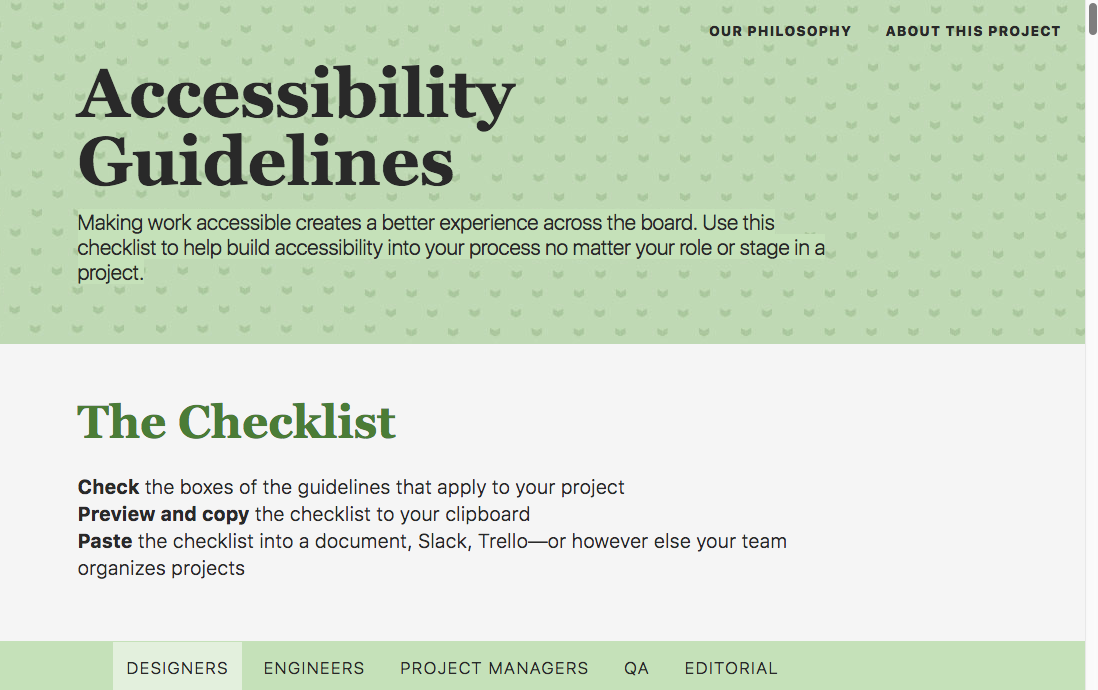 OUR PHILOSOPHY ABOUT THIS PROJECT
Accessibility
Guidelines
Making work accessible creates a better experience across the board. Use this
checklist to help build accessibility into your process no matter your role or stage in a
project.
The Checklist
Check the boxes of the guidelines that apply to your project
Preview and copy the checklist to your clipboard
Paste the checklist into a document, Slack, Trello—or however else your team
organizes projects
DESIGNERS ENGINEERS PROJECT MANAGERS QA EDITORIAL